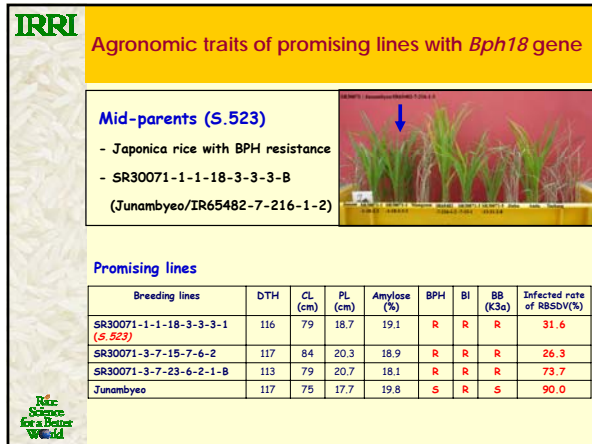 IRRI
Agronomic traits of promising lines with Bph18 gene
Mid-parents (S.523)
- Japonica rice with BPH resistance
- SR30071-1-1-18-3-3-3-B
(Junambyeo/IR65482-7-216-1-2)
Promising lines
Breeding lines DTH CL (cm) PL (cm) Amylose (%) BPH Bl BB (K3a) Infected rate of RBSDV(%)
SR30071-1-1-18-3-3-3-1 (S.523) 116 79 18.7 19.1 R R R 31.6
SR30071-3-7-15-7-6-2 117 84 20.3 18.9 R R R 26.3
SR30071-3-7-23-6-2-1-B 113 79 20.7 18.1 R R R 73.7
Junambyeo 117 75 17.7 19.8 S R S 90.0
Rice
Science
for a Better
World